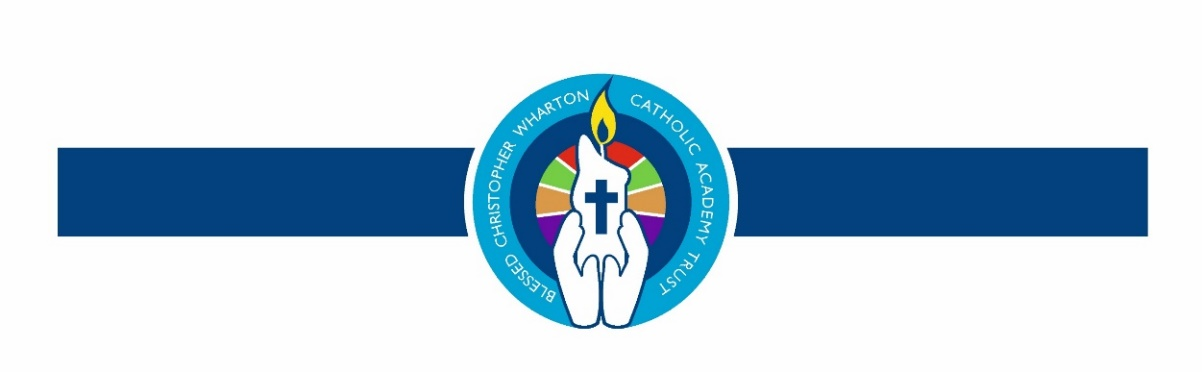 BLESSED CHRISTOPHER WHARTON CATHOLIC ACADEMY TRUST